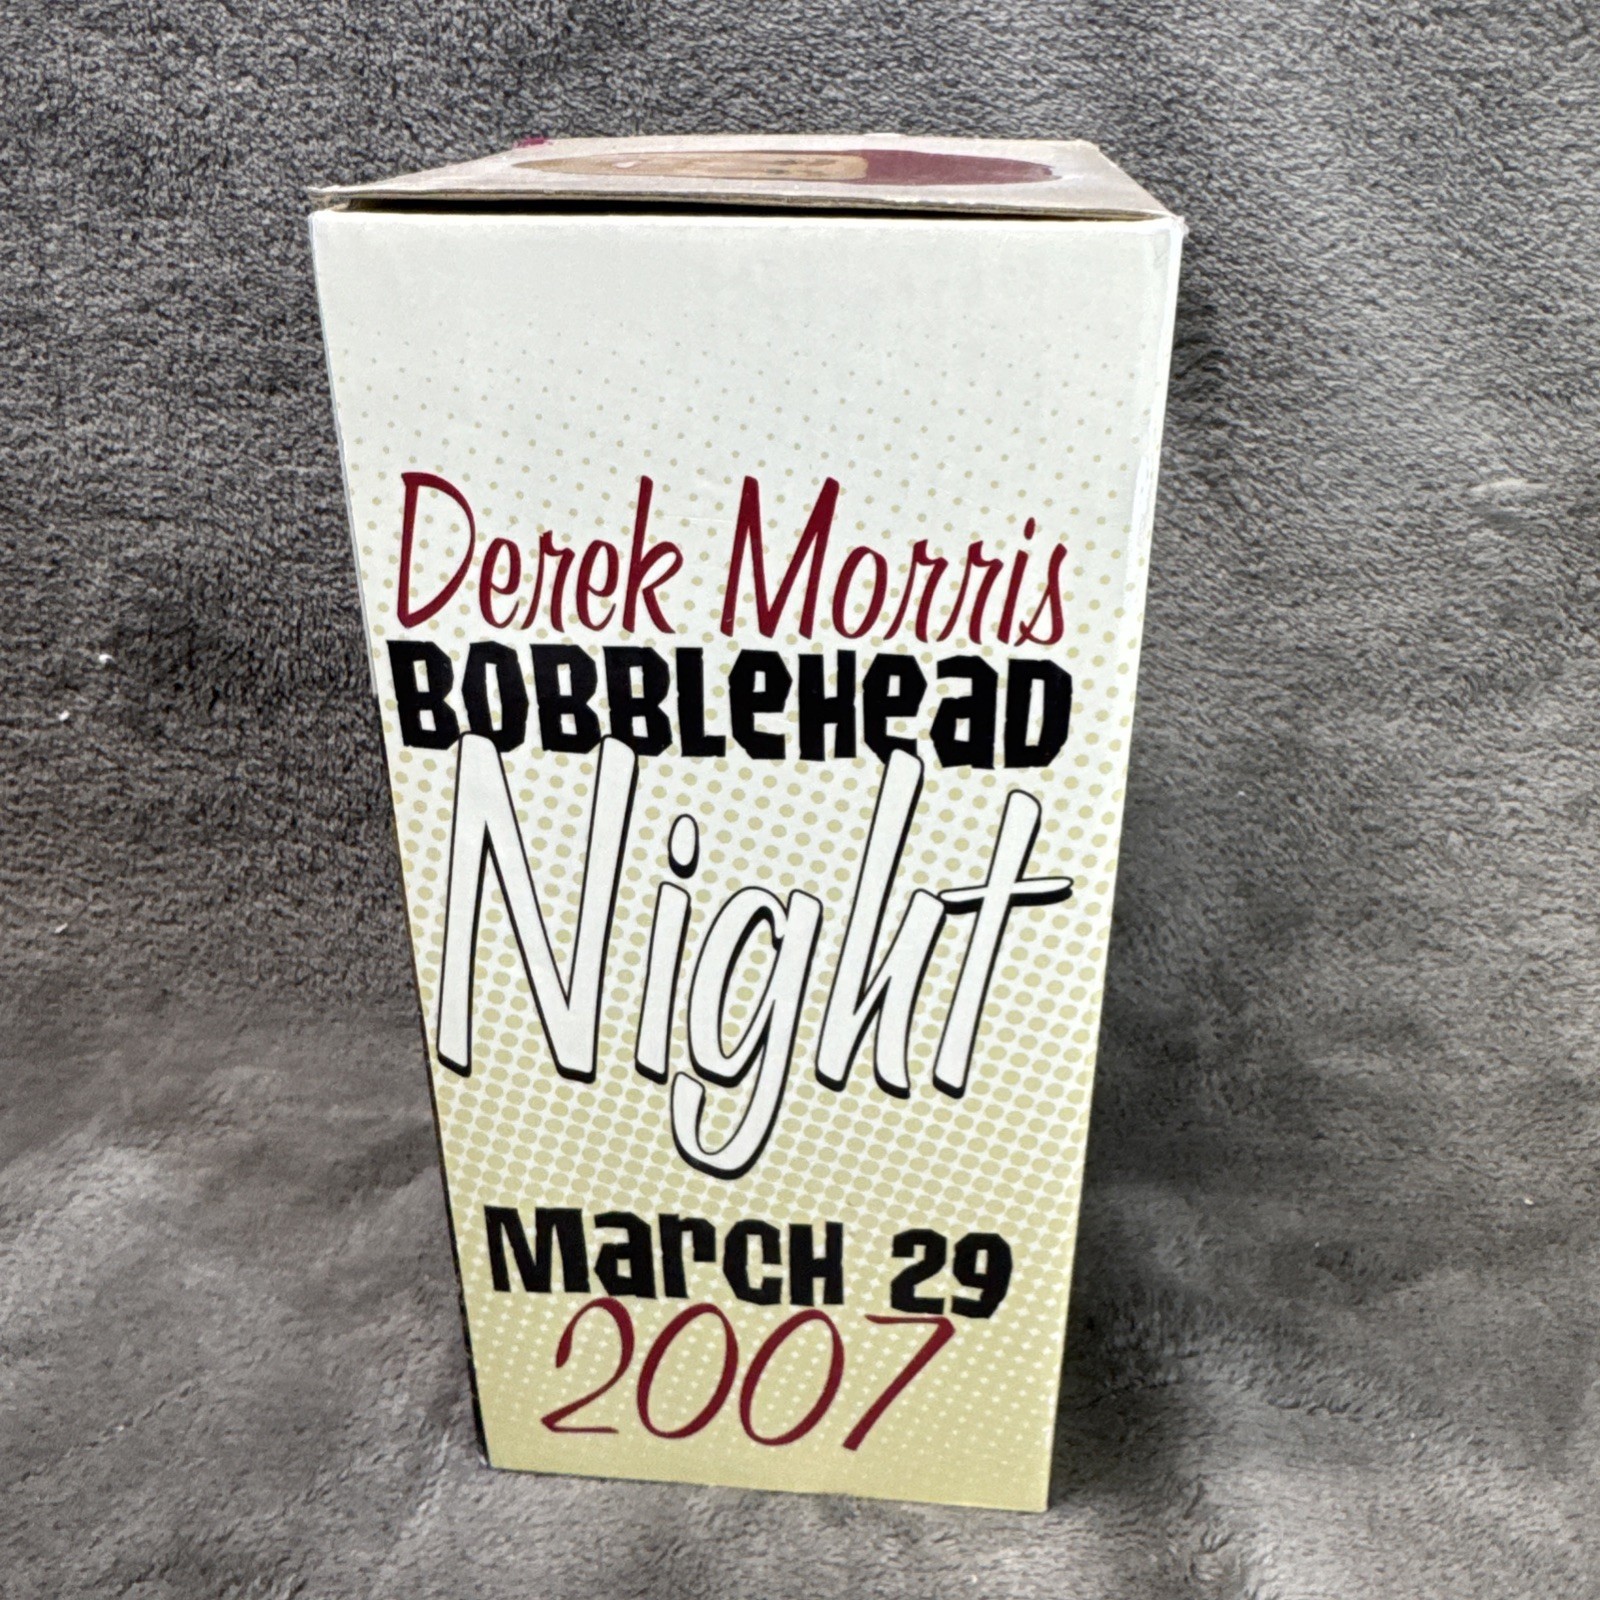 Derek Morris
BOBBLeHeaD
Night
MarCH 29
2007